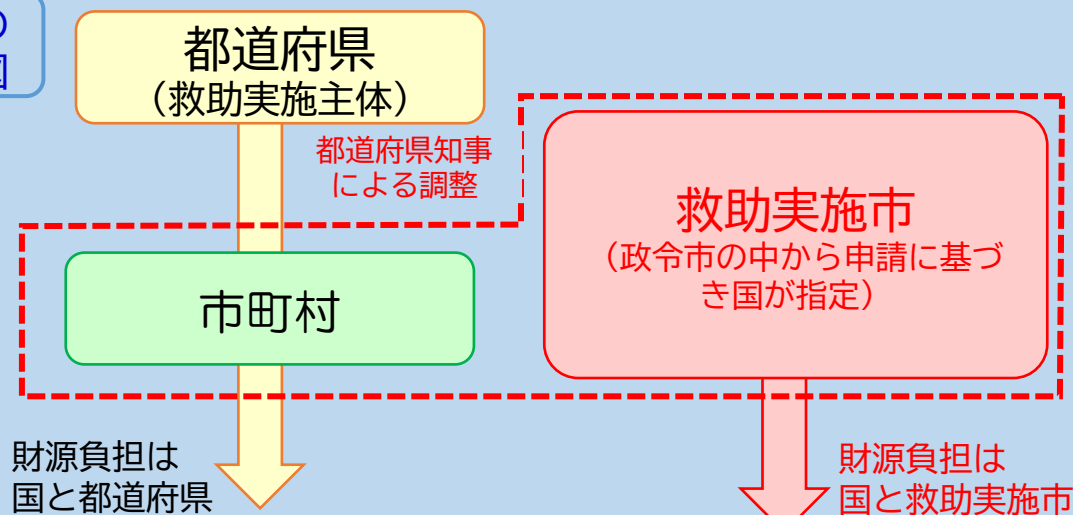 都道府県
（救助実施主体）
都道府県知事
による調整
救助実施市
（政令市の中から申請に基づ
き国が指定）
市町村
財源負担は
国と都道府県
財源負担は
国と救助実施市